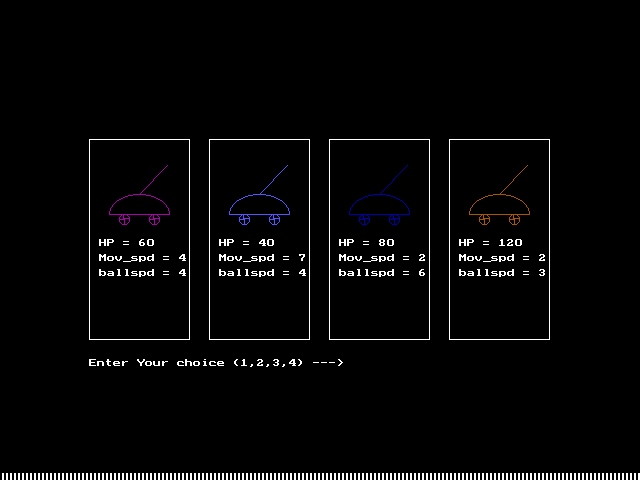 HP = 60
Mov_spd = 4
ballspd = 4
HP = 40
Mov_spd = 7
ballspd = 4
HP = 80
Mov_spd = 2
ballspd = 6
HP = 120
Mov_spd = 2
ballspd = 3
Enter Your choice (1,2,3,4) --->